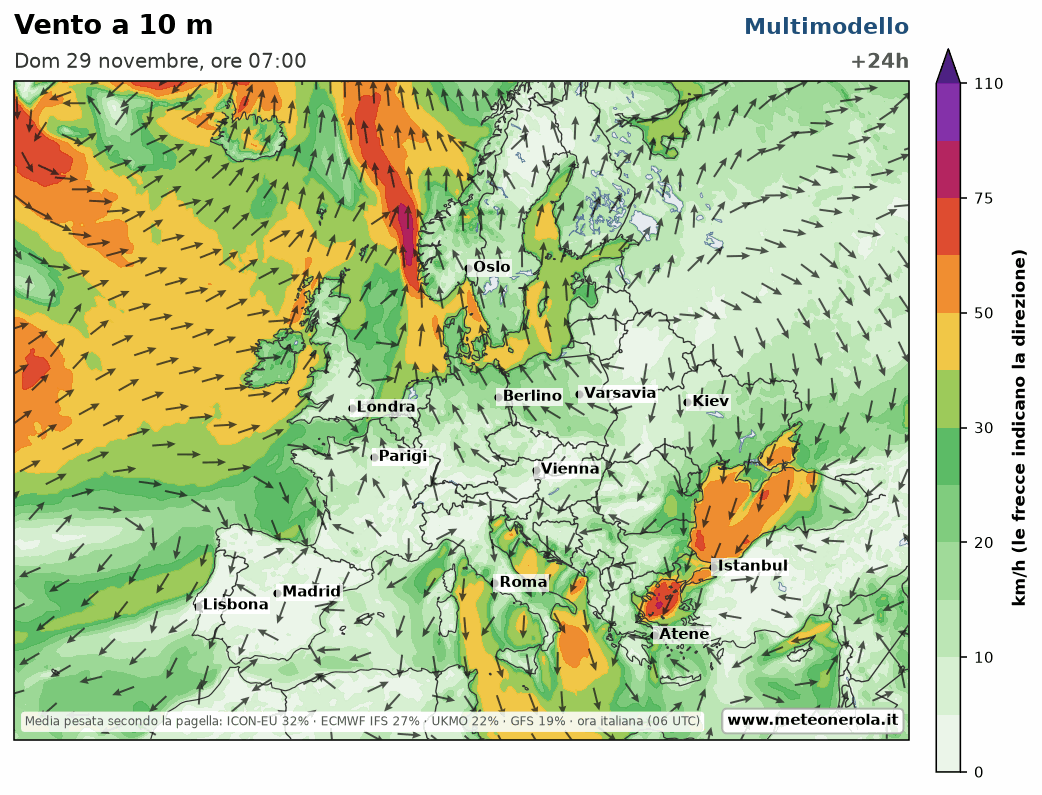 Vento a 10 m
Multimodello
Dom 29 novembre, ore 07:00
+24h
110
75
50
30
20
10
0
km/h (le frecce indicano la direzione)
Oslo
Berlino
Varsavia
Kiev
Londra
Parigi
Vienna
Istanbul
Roma
Madrid
Lisbona
Atene
Media pesata secondo la pagella: ICON-EU 32% · ECMWF IFS 27% · UKMO 22% · GFS 19% · ora italiana (06 UTC)
www.meteonerola.it